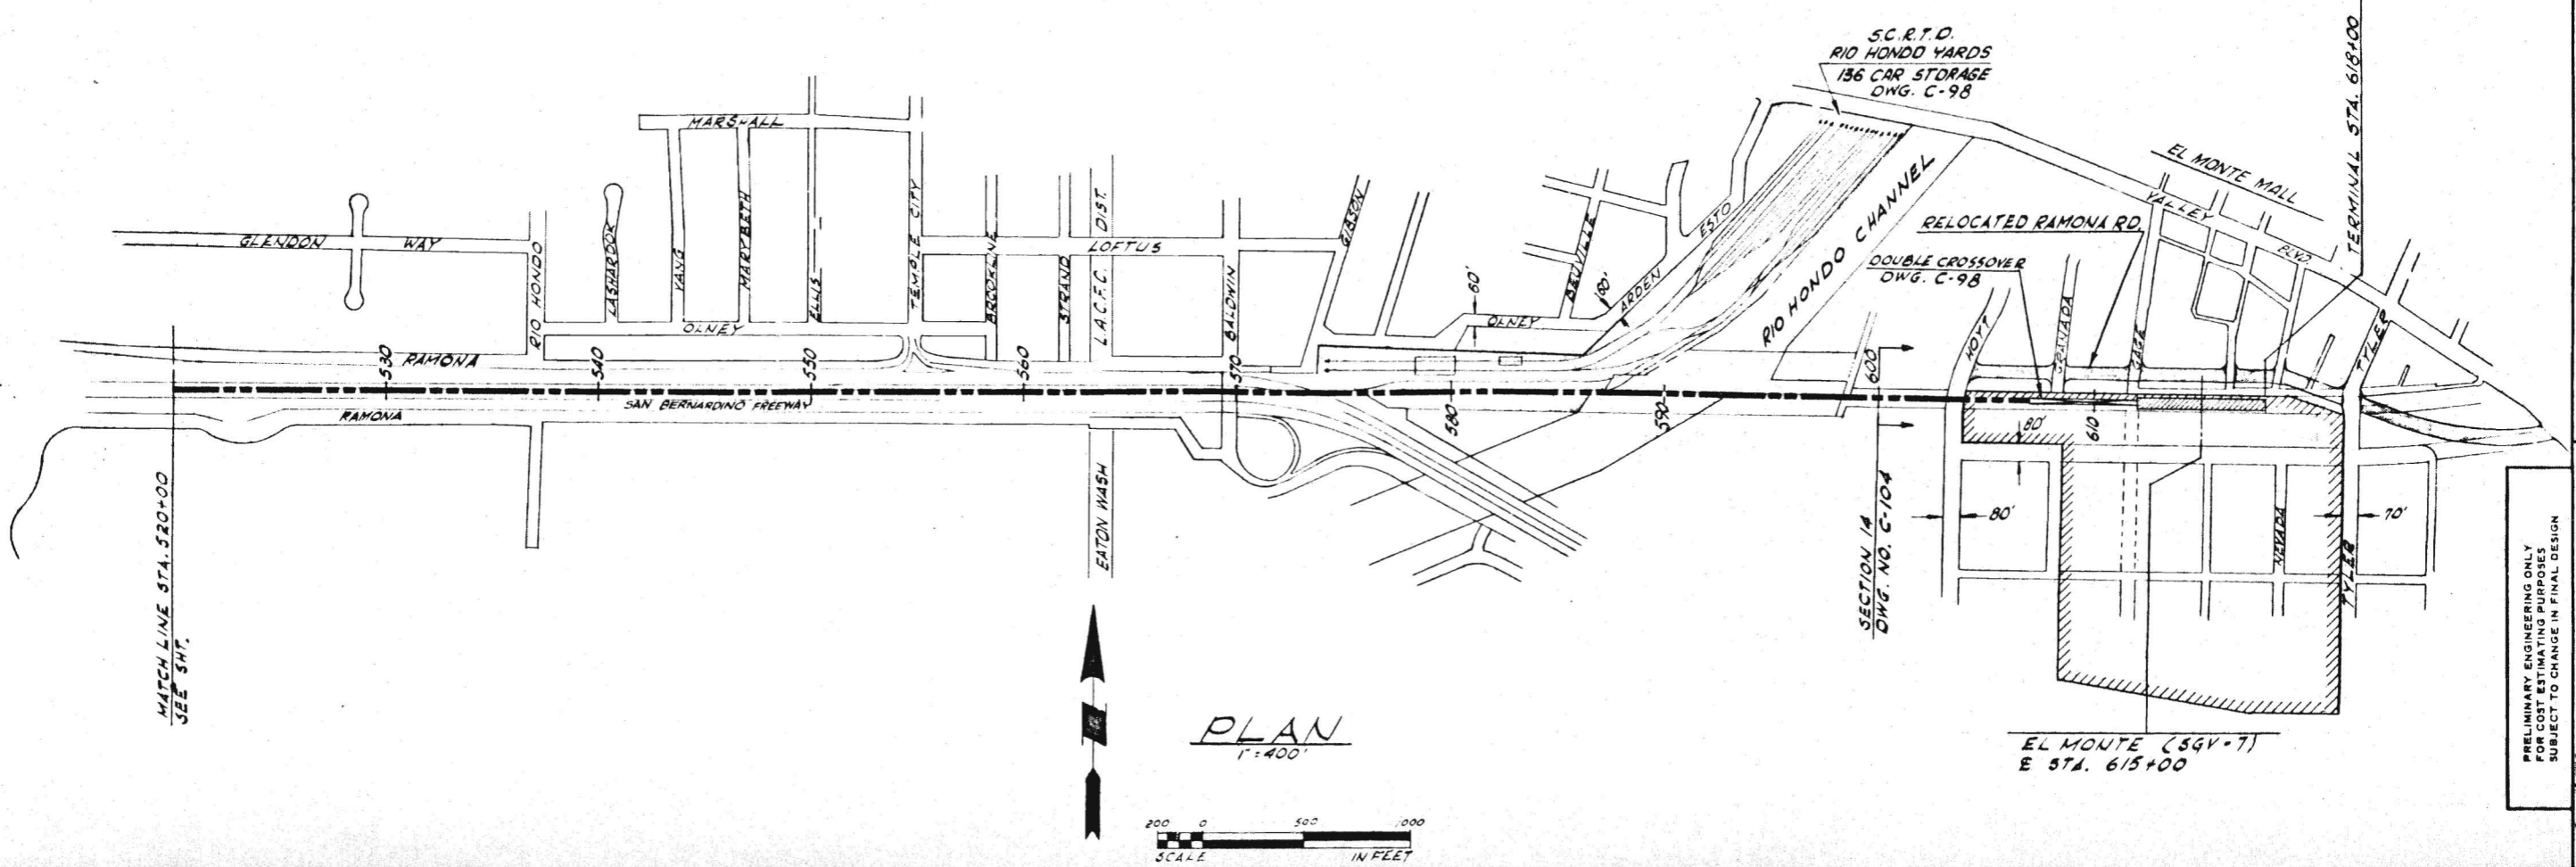 S.C.R.T.D.
RIO HONDO YARDS
136 CAR STORAGE
DWG. C-98
TERMINAL STA. 618+00
MARSHALL
EL MONTE MALL
VALLEY
BLVD.
RIO HONDO CHANNEL
RELOCATED RAMONA RD.
DOUBLE CROSSOVER
DWG. C-98
GLENDON WAY
RIO HONDO
LASHBROOK
YANG
MARYBETH
ELLIS
TEMPLE CITY
BROOKLINE
STRAND
L.A.C.F.C. DIST.
LOFTUS
BALDWIN
GIBSON
60'
OLNEY
BEUVILLE
180'
ARDEN
ESTO
HOYT
GRANADA
GAGE
TYLER
OLNEY
RAMONA
530
540
550
560
570
580
590
600
610
RAMONA
SAN BERNARDINO FREEWAY
EATON WASH
80'
80'
70'
NEVADA
TYLER
MATCH LINE STA. 520+00
SEE SHT.
SECTION 14
DWG. NO. C-104
PLAN
1"=400'
200 0 500 1000
SCALE IN FEET
EL MONTE (SGV-7)
℄ STA. 615+00
PRELIMINARY ENGINEERING ONLY
FOR COST ESTIMATING PURPOSES
SUBJECT TO CHANGE IN FINAL DESIGN